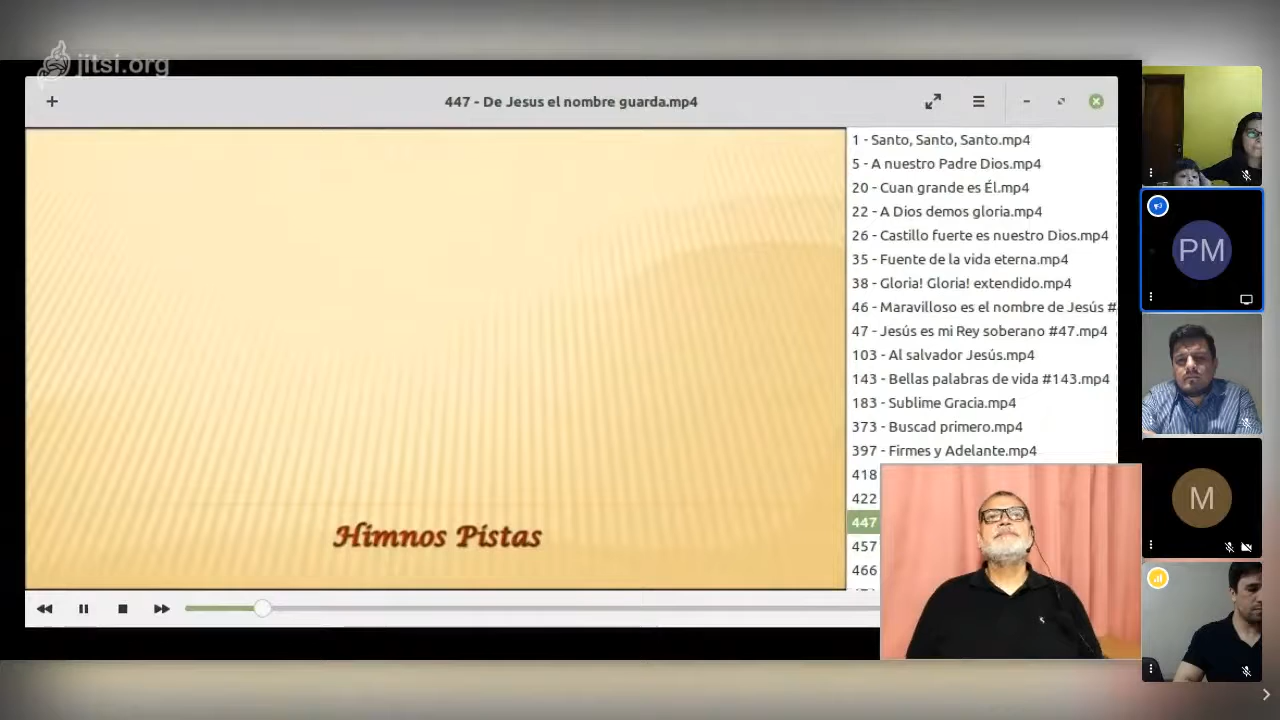 jitsi.org
447 - De Jesus el nombre guarda.mp4
1 - Santo, Santo, Santo.mp4
5 - A nuestro Padre Dios.mp4
20 - Cuan grande es Él.mp4
22 - A Dios demos gloria.mp4
26 - Castillo fuerte es nuestro Dios.mp4
35 - Fuente de la vida eterna.mp4
38 - Gloria! Gloria! extendido.mp4
46 - Maravilloso es el nombre de Jesús #
47 - Jesús es mi Rey soberano #47.mp4
103 - Al salvador Jesús.mp4
143 - Bellas palabras de vida #143.mp4
183 - Sublime Gracia.mp4
373 - Buscad primero.mp4
397 - Firmes y Adelante.mp4
418
422
447
457
466
Himnos Pistas
PM
M